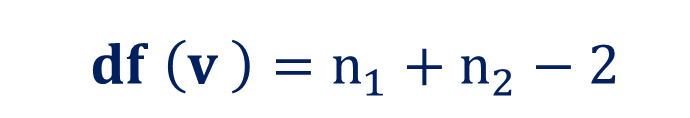 df (v ) = n₁ + n₂ − 2